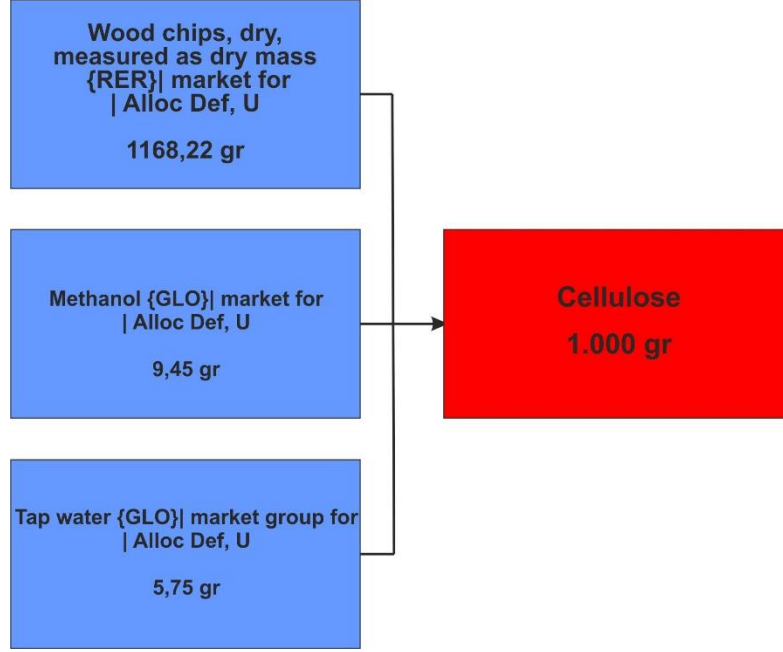 Wood chips, dry,
measured as dry mass
{RER}| market for
| Alloc Def, U
1168,22 gr
Methanol {GLO}| market for
| Alloc Def, U
9,45 gr
Tap water {GLO}| market group for
| Alloc Def, U
5,75 gr
Cellulose
1.000 gr